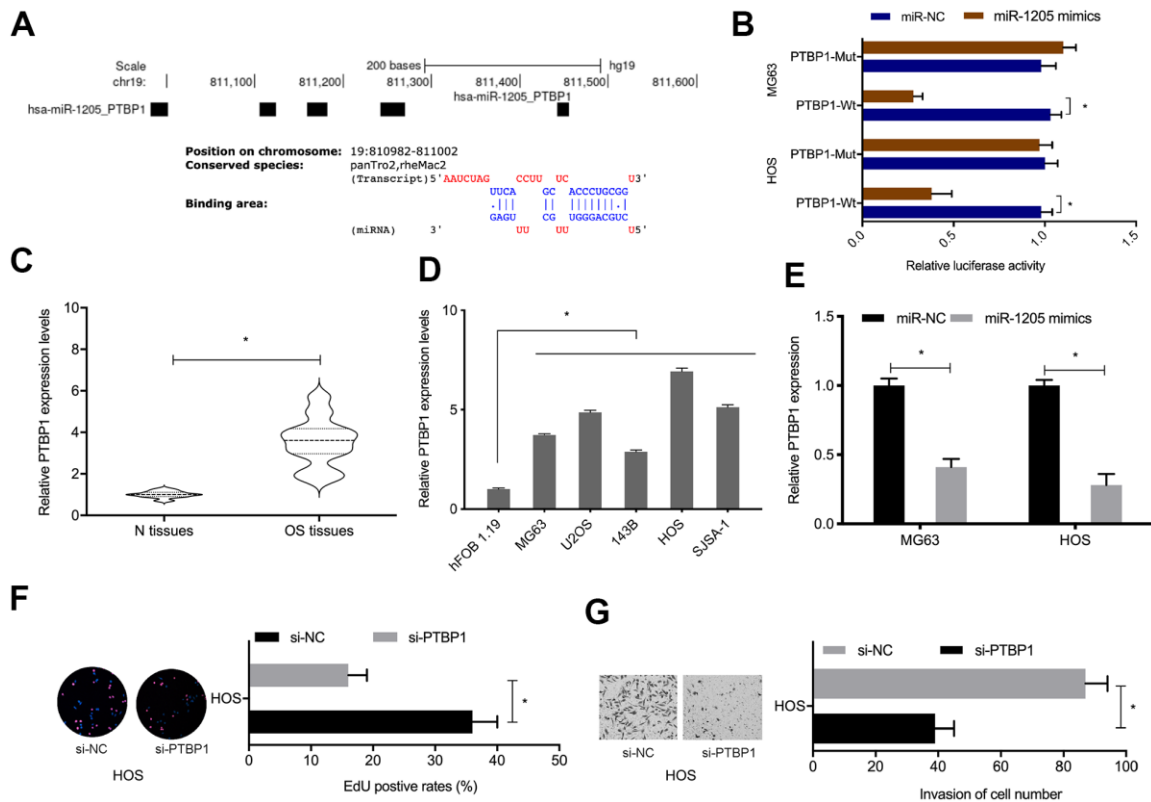 A
Scale 200 bases hg19
chr19: 811,100 811,200 811,300 811,400 811,500 811,600
hsa-miR-1205_PTBP1
hsa-miR-1205_PTBP1
Position on chromosome: 19:810982-811002
Conserved species: panTro2,rheMac2
(Transcript)5' AAUCUAG CCUU UC U3'
UUCA GC ACCCUGCGG
Binding area: .||| || |||||||.|
GAGU CG UGGGACGUC
(miRNA) 3' UU UU U5'
B
miR-NC miR-1205 mimics
MG63
PTBP1-Mut
PTBP1-Wt
HOS
PTBP1-Mut
PTBP1-Wt
0.0 0.5 1.0 1.5
*
*
Relative luciferase activity
C
Relative PTBP1 expression levels
10
8
6
4
2
0
*
N tissues OS tissues
D
Relative PTBP1 expression levels
10
5
0
*
hFOB 1.19 MG63 U2OS 143B HOS SJSA-1
E
Relative PTBP1 expression
miR-NC miR-1205 mimics
1.5
1.0
0.5
0.0
* *
MG63 HOS
F
si-NC si-PTBP1
HOS
si-NC si-PTBP1
HOS
*
0 10 20 30 40 50
EdU postive rates (%)
G
si-NC si-PTBP1
HOS
si-NC si-PTBP1
HOS
*
0 20 40 60 80 100
Invasion of cell number